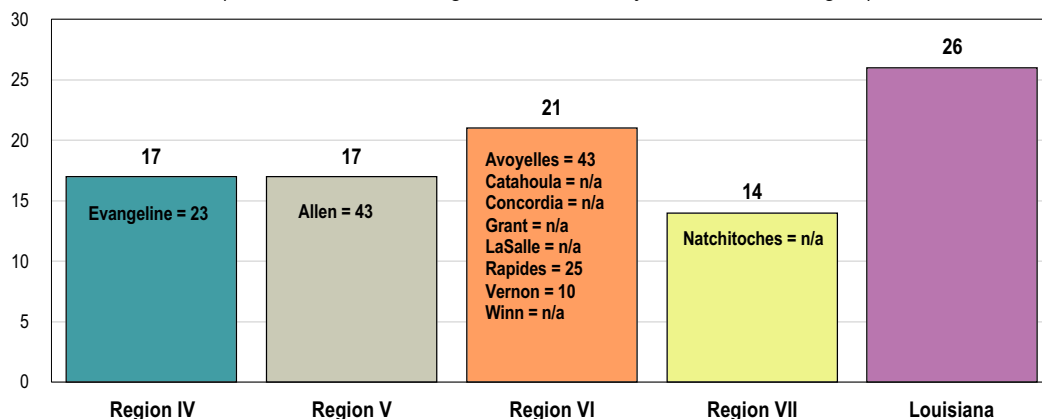 30
25
20
15
10
5
0
17
Evangeline = 23
17
Allen = 43
21
Avoyelles = 43
Catahoula = n/a
Concordia = n/a
Grant = n/a
LaSalle = n/a
Rapides = 25
Vernon = 10
Winn = n/a
14
Natchitoches = n/a
26
Region IV
Region V
Region VI
Region VII
Louisiana